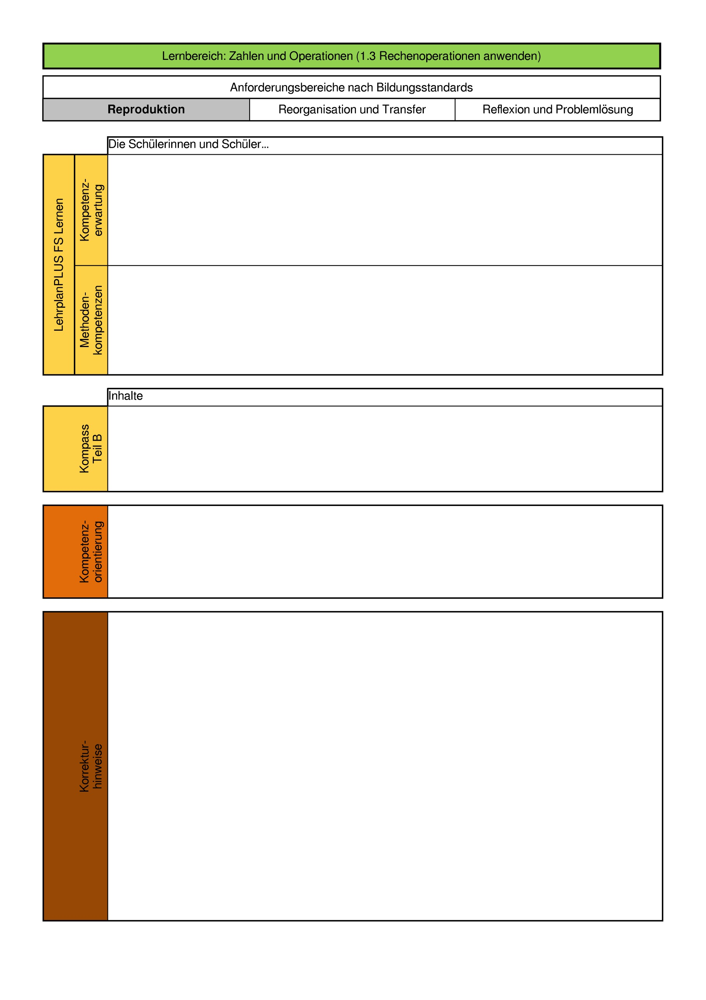 Lernbereich: Zahlen und Operationen (1.3 Rechenoperationen anwenden)
Anforderungsbereiche nach Bildungsstandards
Reproduktion
Reorganisation und Transfer
Reflexion und Problemlösung
Die Schülerinnen und Schüler...
LehrplanPLUS FS Lernen
Kompetenz-
erwartung
Methoden-
kompetenzen
Inhalte
Kompass
Teil B
Kompetenz-
orientierung
Korrektur-
hinweise